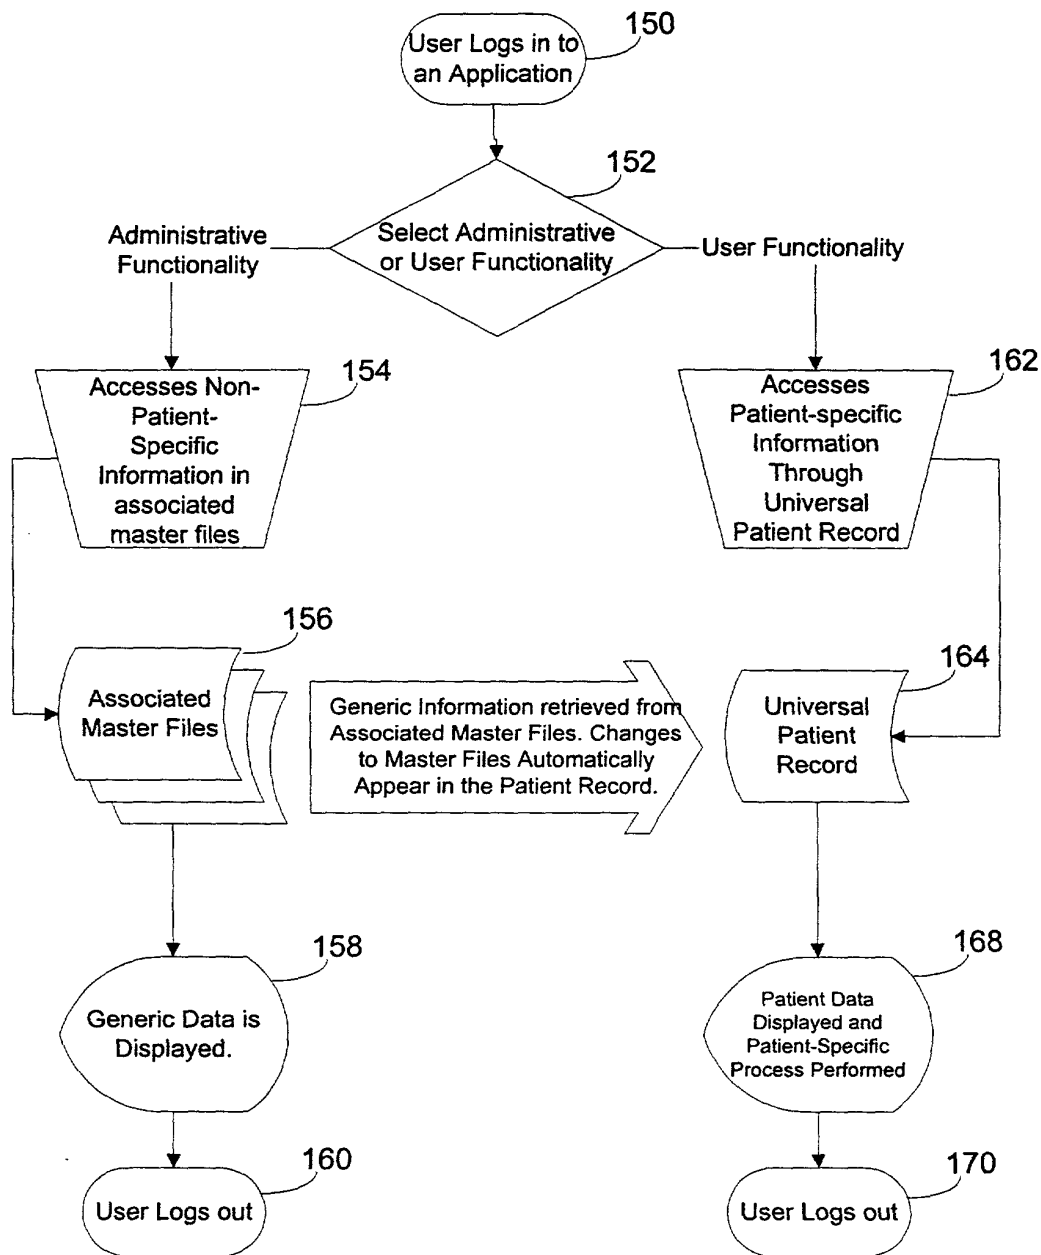 150
User Logs in to
an Application
152
Select Administrative
or User Functionality
Administrative
Functionality
User Functionality
154
Accesses Non-
Patient-
Specific
Information in
associated
master files
162
Accesses
Patient-specific
Information
Through
Universal
Patient Record
156
Associated
Master Files
Generic Information retrieved from
Associated Master Files. Changes
to Master Files Automatically
Appear in the Patient Record.
164
Universal
Patient
Record
158
Generic Data is
Displayed.
168
Patient Data
Displayed and
Patient-Specific
Process Performed
160
User Logs out
170
User Logs out